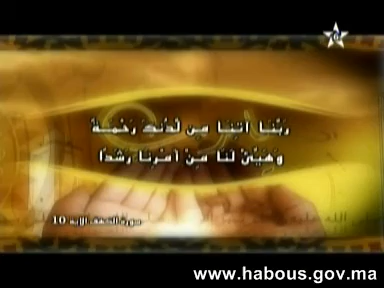 رَبَّنَا آتِنَا مِن لَّدُنكَ رَحْمَةً
وَهَيِّئْ لَنَا مِنْ أَمْرِنَا رَشَدًا
سورة الكهف الآية 10
www.habous.gov.ma